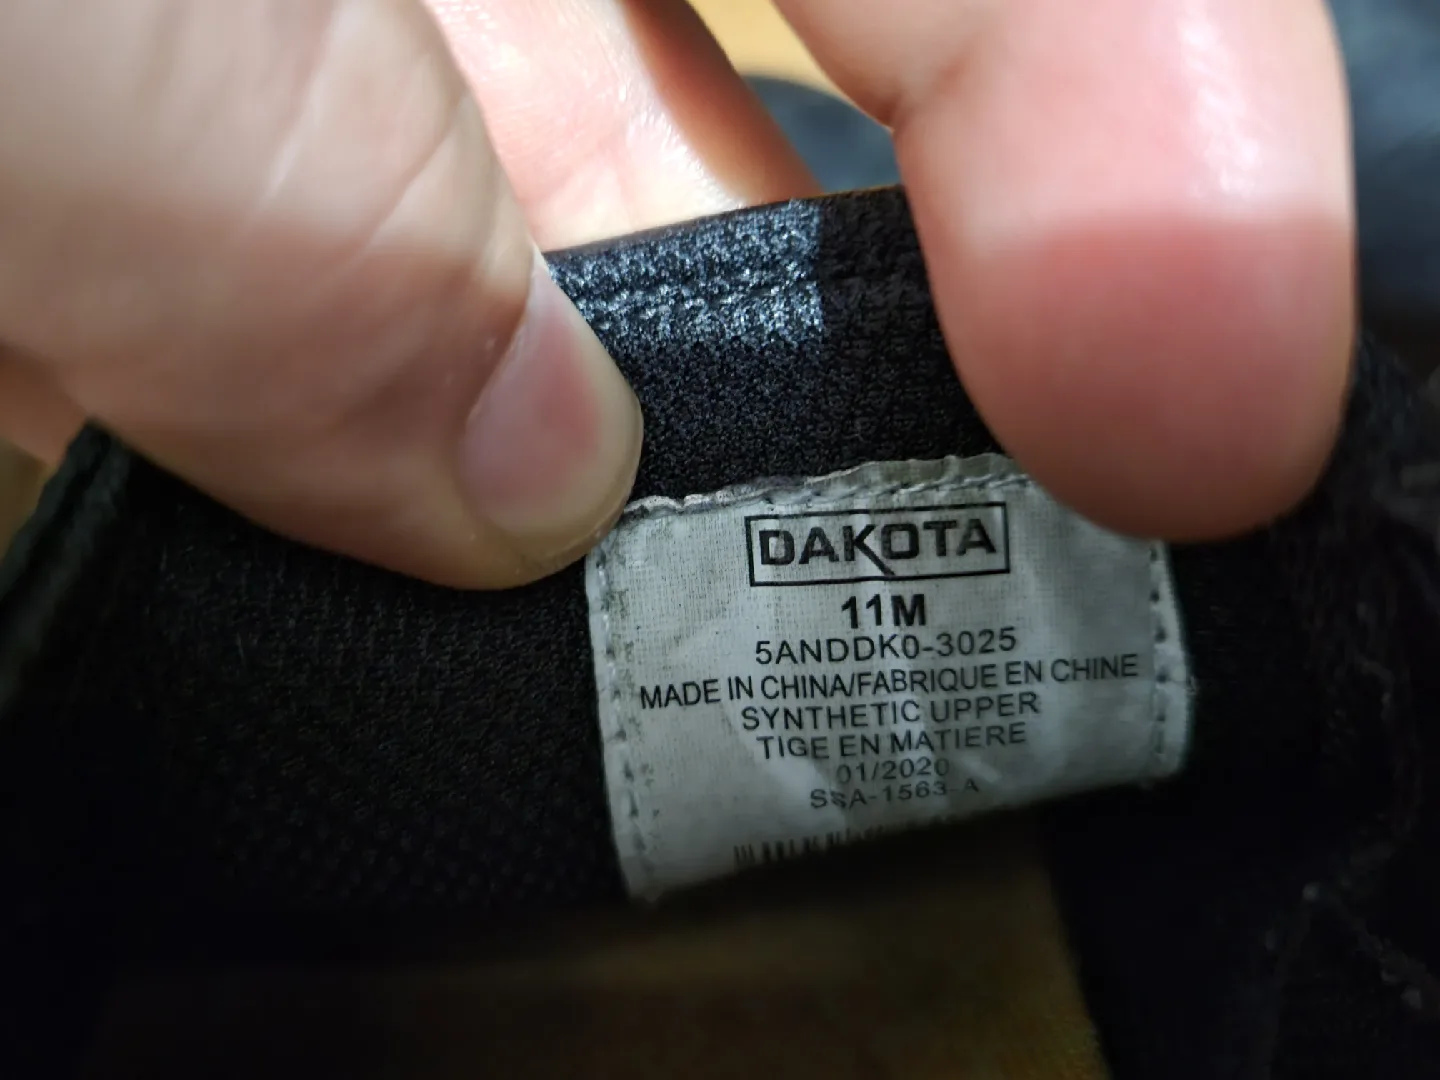 DAKOTA
11M
5ANDDK0-3025
MADE IN CHINA/FABRIQUE EN CHINE
SYNTHETIC UPPER
TIGE EN MATIERE
01/2020
SSA-1563-A